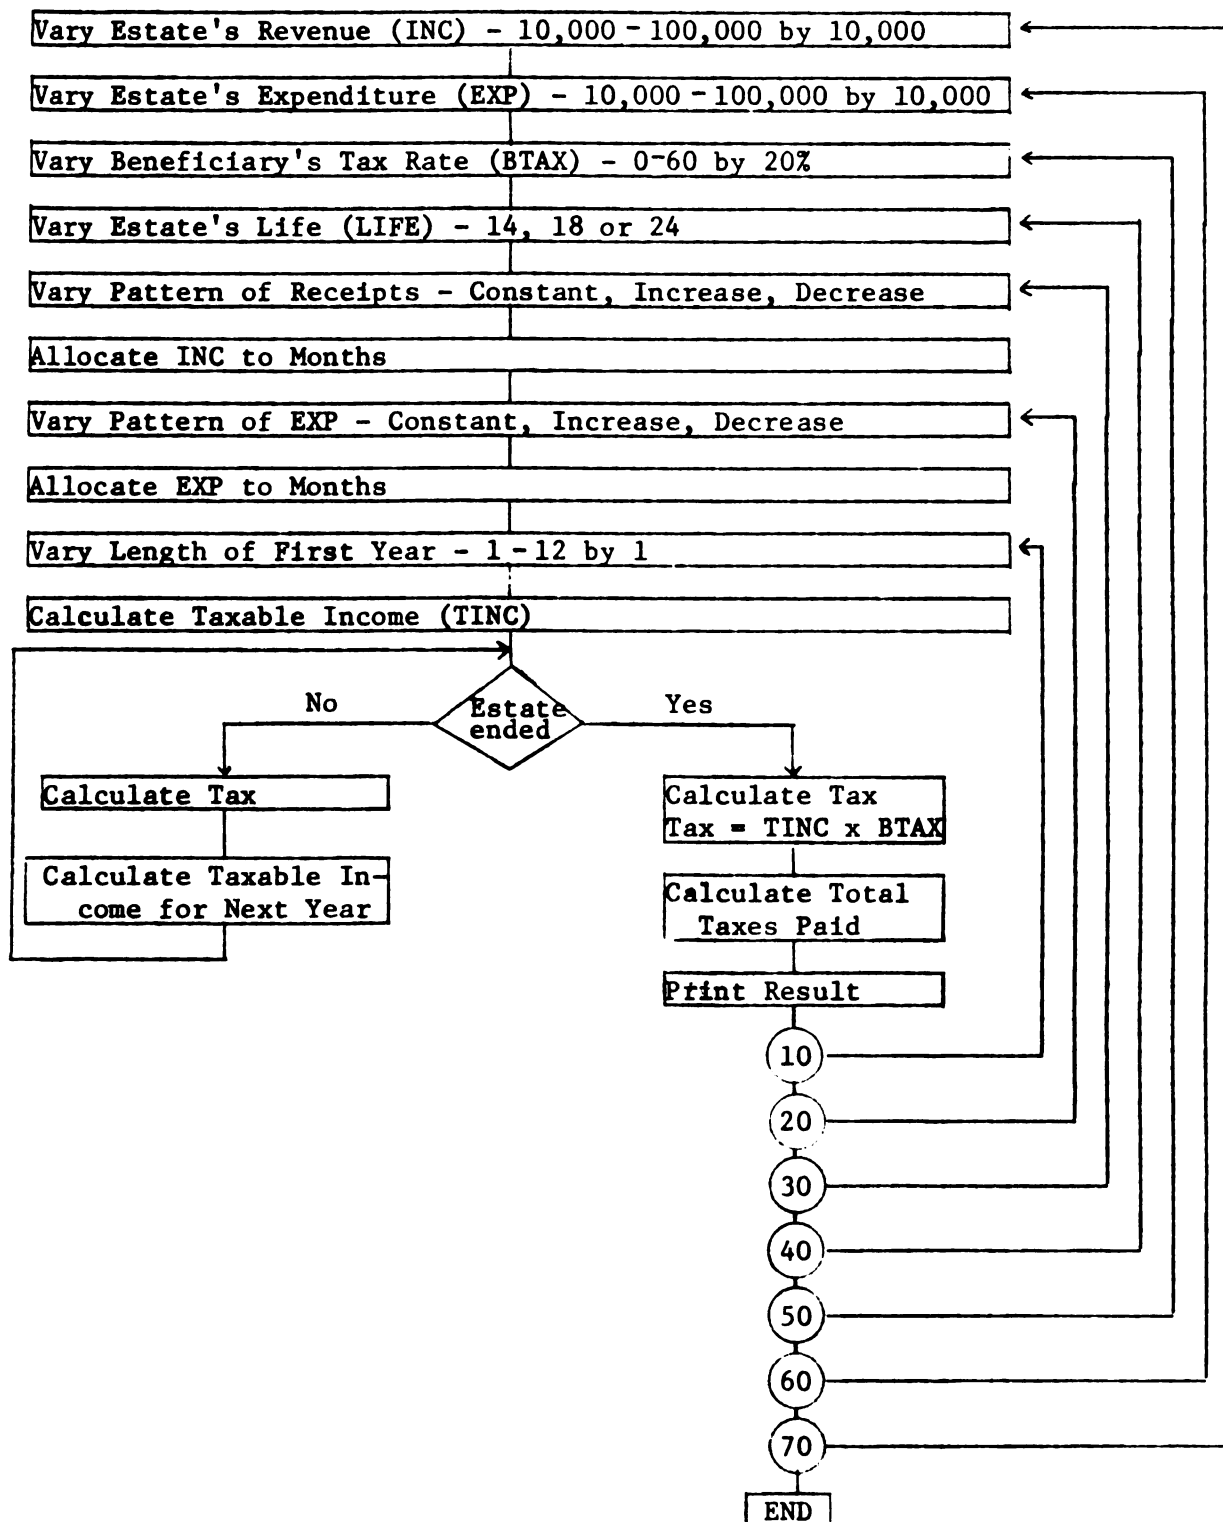 Vary Estate's Revenue (INC) - 10,000-100,000 by 10,000
Vary Estate's Expenditure (EXP) - 10,000-100,000 by 10,000
Vary Beneficiary's Tax Rate (BTAX) - 0-60 by 20%
Vary Estate's Life (LIFE) - 14, 18 or 24
Vary Pattern of Receipts - Constant, Increase, Decrease
Allocate INC to Months
Vary Pattern of EXP - Constant, Increase, Decrease
Allocate EXP to Months
Vary Length of First Year - 1-12 by 1
Calculate Taxable Income (TINC)
Estate
ended
No
Yes
Calculate Tax
Calculate Taxable In-
come for Next Year
Calculate Tax
Tax = TINC x BTAX
Calculate Total
Taxes Paid
Print Result
10
20
30
40
50
60
70
END